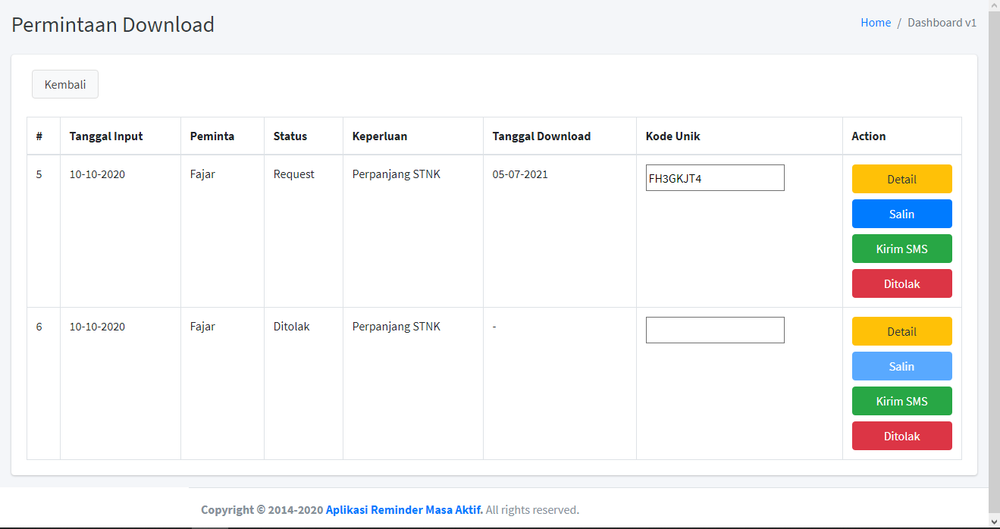 Permintaan Download
Home / Dashboard v1
Kembali
# Tanggal Input Peminta Status Keperluan Tanggal Download Kode Unik Action
5 10-10-2020 Fajar Request Perpanjang STNK 05-07-2021 FH3GKJT4 Detail
Salin
Kirim SMS
Ditolak
6 10-10-2020 Fajar Ditolak Perpanjang STNK - Detail
Salin
Kirim SMS
Ditolak
Copyright © 2014-2020 Aplikasi Reminder Masa Aktif. All rights reserved.